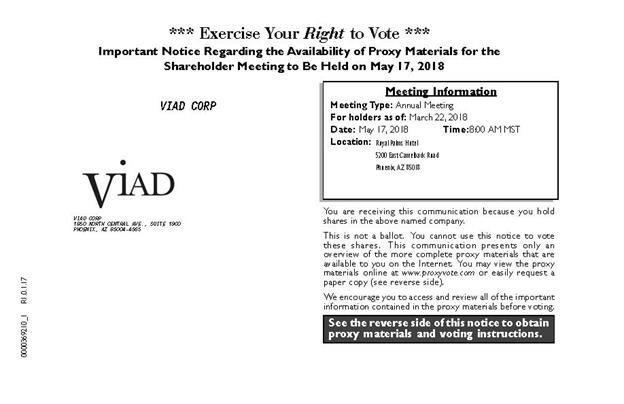 *** Exercise Your Right to Vote ***
Important Notice Regarding the Availability of Proxy Materials for the
Shareholder Meeting to Be Held on May 17, 2018
VIAD CORP
VIAD
VIAD CORP
1850 NORTH CENTRAL AVE., SUITE 1900
PHOENIX, AZ 85004-4565
Meeting Information
Meeting Type: Annual Meeting
For holders as of: March 22, 2018
Date: May 17, 2018 Time:8:00 AM MST
Location: Royal Palms Hotel
5200 East Camelback Road
Phoenix, AZ 85018
You are receiving this communication because you hold
shares in the above named company.
This is not a ballot. You cannot use this notice to vote
these shares. This communication presents only an
overview of the more complete proxy materials that are
available to you on the Internet. You may view the proxy
materials online at www.proxyvote.com or easily request a
paper copy (see reverse side).
We encourage you to access and review all of the important
information contained in the proxy materials before voting.
See the reverse side of this notice to obtain
proxy materials and voting instructions.
0000369210_1 R1.0.1.17